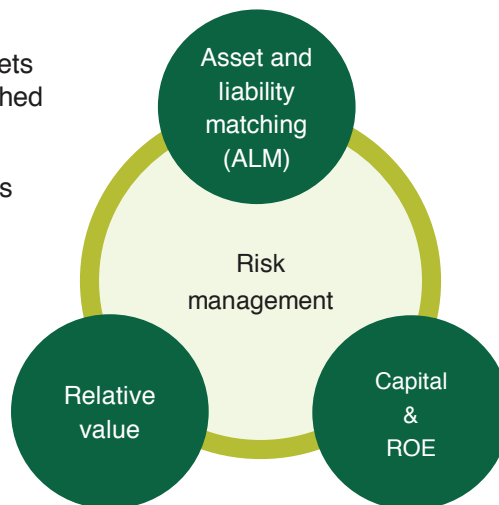 Asset and
liability
matching
(ALM)
Risk
management
Relative
value
Capital
&
ROE